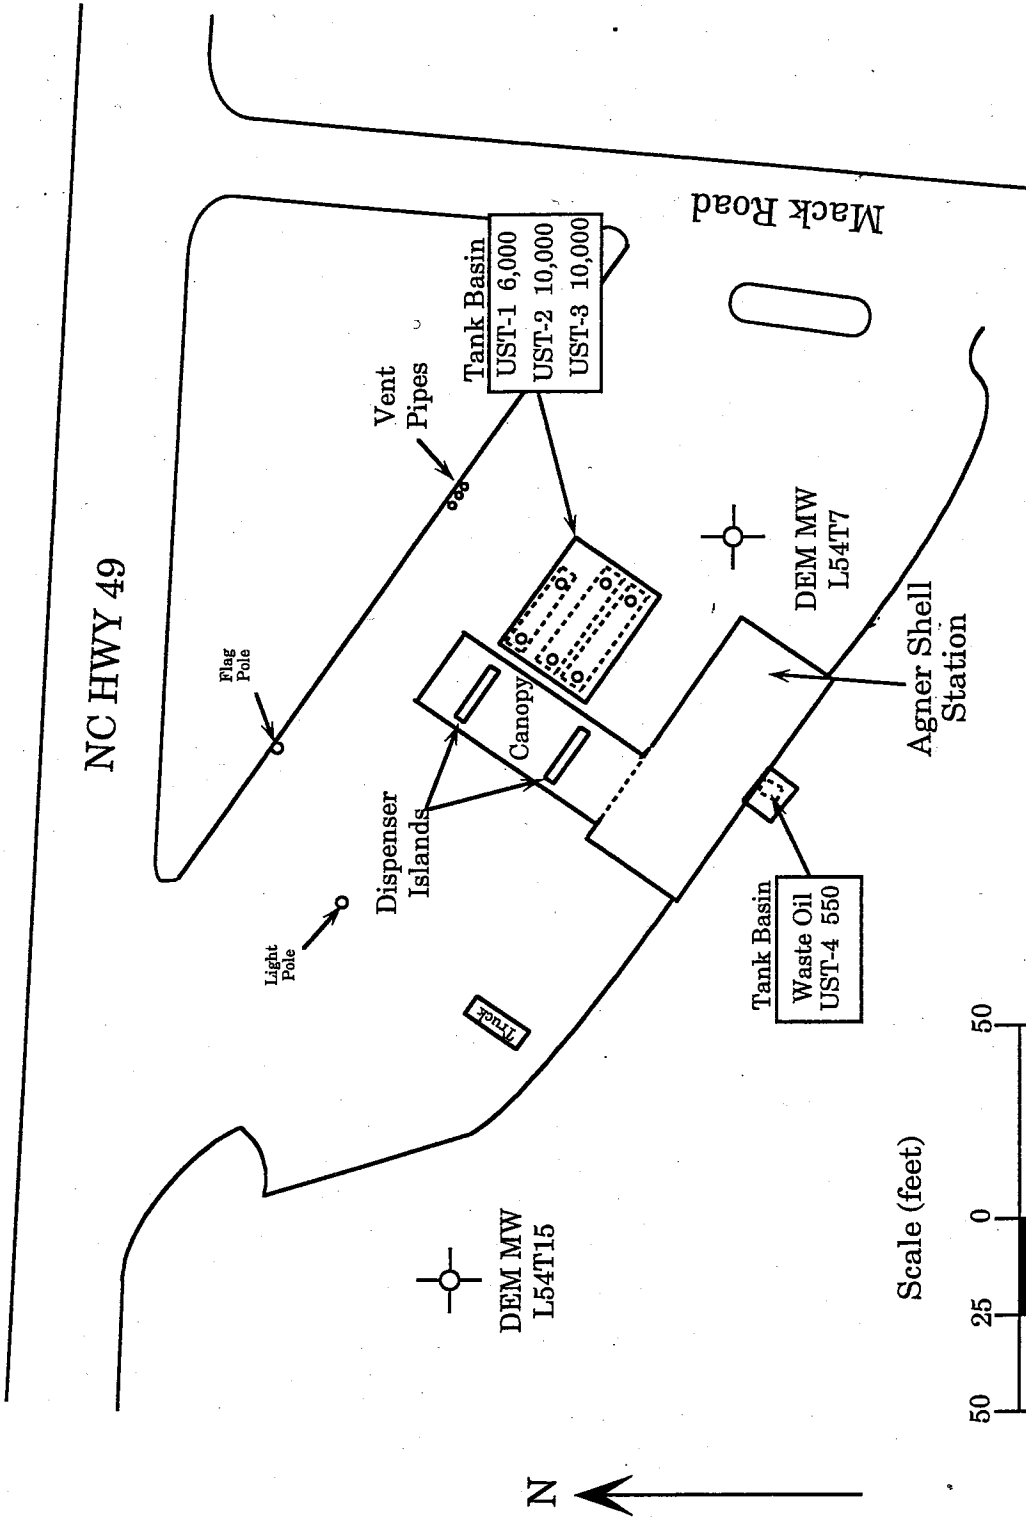 NC HWY 49
Mack Road
Flag
Pole
Vent
Pipes
Tank Basin
UST-1 6,000
UST-2 10,000
UST-3 10,000
Light
Pole
Dispenser
Islands
Canopy
Truck
DEM MW
L54T7
DEM MW
L54T15
Agner Shell
Station
Tank Basin
Waste Oil
UST-4 550
N
Scale (feet)
50 25 0 50